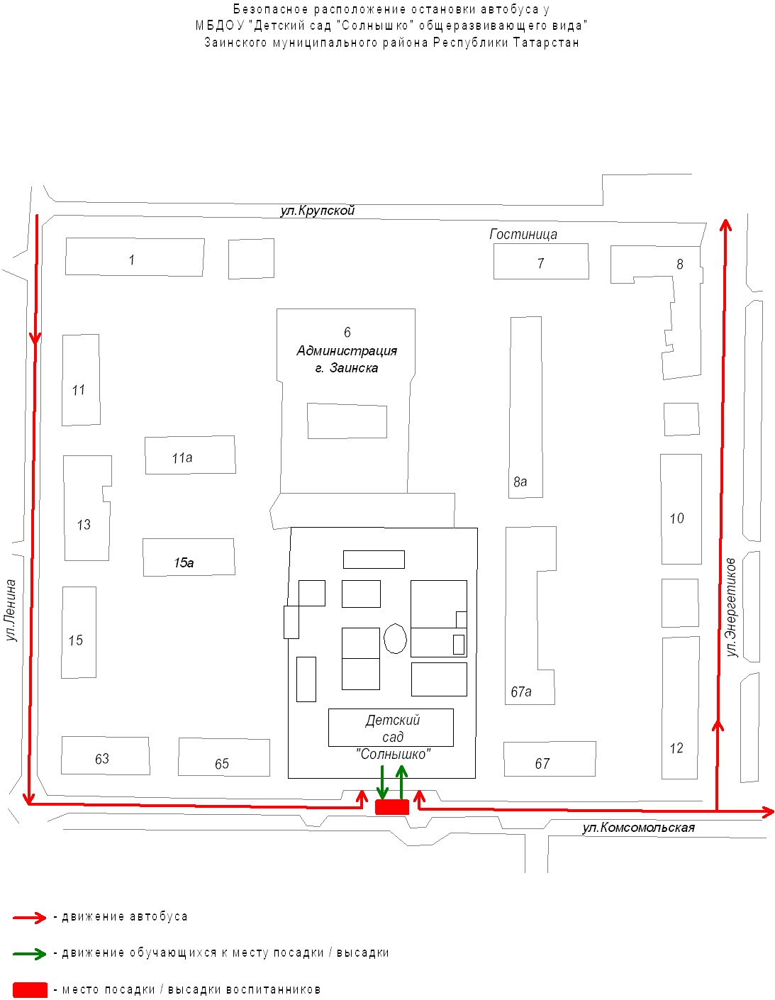 Безопасное расположение остановки автобуса у
МБДОУ "Детский сад "Солнышко" общеразвивающего вида"
Заинского муниципального района Республики Татарстан
ул.Крупской
Гостиница
1
7
8
6
Администрация
г. Заинска
11
11а
8а
13
10
15а
ул.Ленина
ул.Энергетиков
15
67а
Детский
сад
"Солнышко"
63
65
67
12
ул.Комсомольская
- движение автобуса
- движение обучающихся к месту посадки / высадки
- место посадки / высадки воспитанников